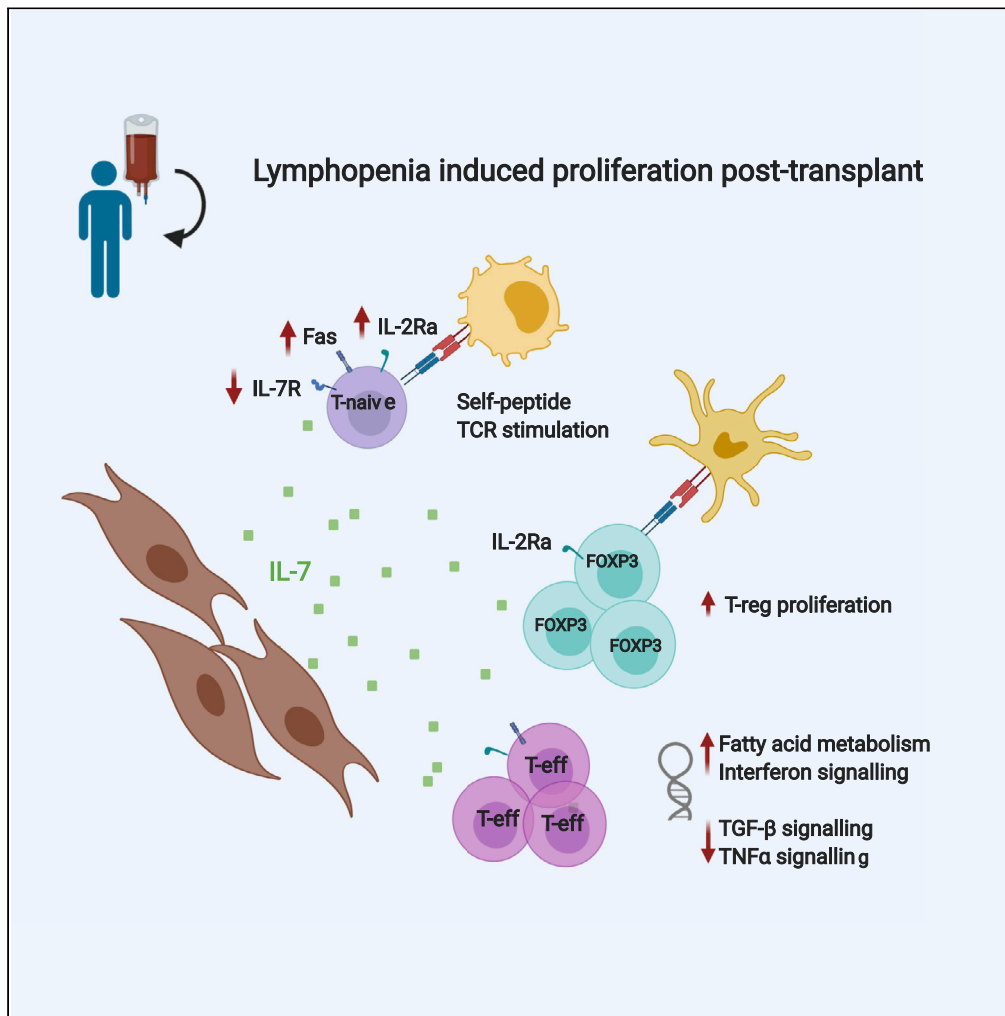 Lymphopenia induced proliferation post-transplant
Fas
IL-2Ra
IL-7R
T-naive
Self-peptide
TCR stimulation
IL-7
IL-2Ra
FOXP3
FOXP3
FOXP3
T-reg proliferation
T-eff
T-eff
T-eff
Fatty acid metabolism
Interferon signalling
TGF-β signalling
TNFα signalling